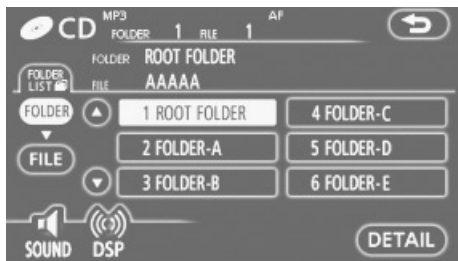 CD MP3 FOLDER 1 FILE 1 AF
FOLDER ROOT FOLDER
FOLDER LIST
FILE AAAAA
FOLDER 1 ROOT FOLDER 4 FOLDER-C
2 FOLDER-A 5 FOLDER-D
FILE
3 FOLDER-B 6 FOLDER-E
SOUND DSP DETAIL